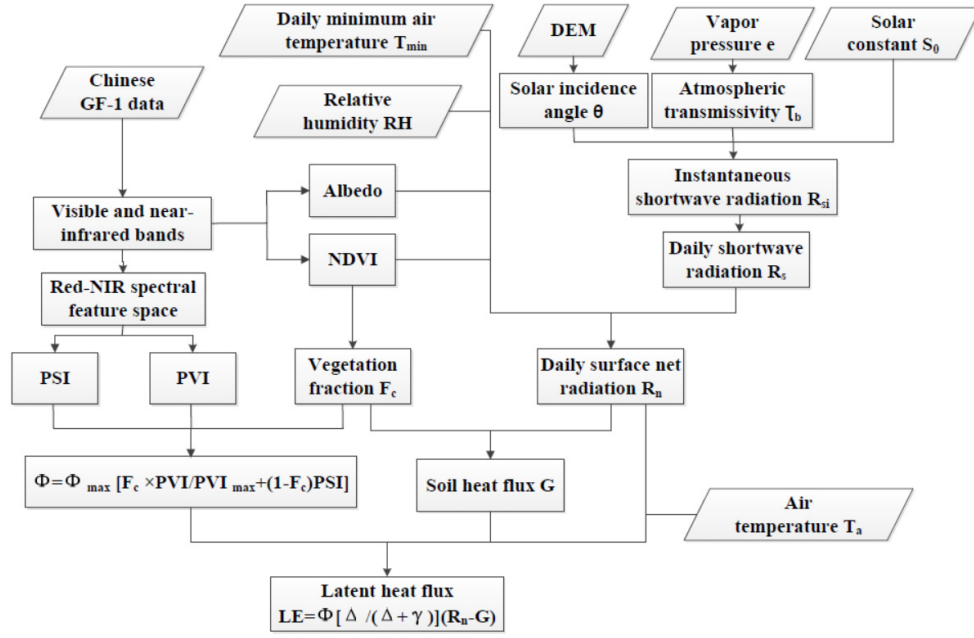 Daily minimum air
temperature Tmin
DEM
Vapor
pressure e
Solar
constant S0
Chinese
GF-1 data
Relative
humidity RH
Solar incidence
angle θ
Atmospheric
transmissivity τb
Albedo
Instantaneous
shortwave radiation Rsi
Visible and near-
infrared bands
NDVI
Daily shortwave
radiation Rs
Red-NIR spectral
feature space
PSI
PVI
Vegetation
fraction Fc
Daily surface net
radiation Rn
Φ=Φ max [Fc ×PVI/PVI max+(1-Fc)PSI]
Soil heat flux G
Air
temperature Ta
Latent heat flux
LE=Φ[Δ/(Δ+γ)](Rn-G)